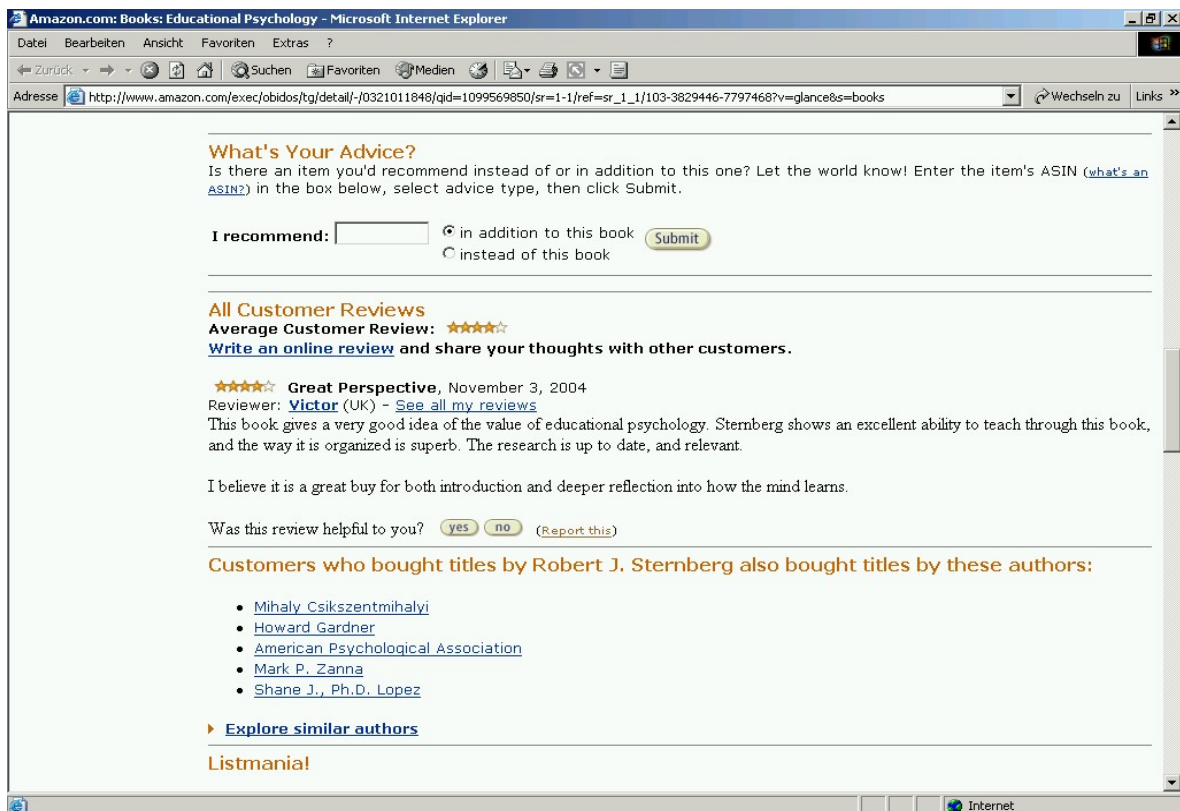 Amazon.com: Books: Educational Psychology - Microsoft Internet Explorer
Datei Bearbeiten Ansicht Favoriten Extras ?
Zurück Suchen Favoriten Medien
Adresse http://www.amazon.com/exec/obidos/tg/detail/-/0321011848/qid=1099569850/sr=1-1/ref=sr_1_1/103-3829446-7797468?v=glance&s=books Wechseln zu Links »
What's Your Advice?
Is there an item you'd recommend instead of or in addition to this one? Let the world know! Enter the item's ASIN (what's an
ASIN?) in the box below, select advice type, then click Submit.
I recommend: in addition to this book Submit
instead of this book
All Customer Reviews
Average Customer Review:
Write an online review and share your thoughts with other customers.
Great Perspective, November 3, 2004
Reviewer: Victor (UK) - See all my reviews
This book gives a very good idea of the value of educational psychology. Sternberg shows an excellent ability to teach through this book,
and the way it is organized is superb. The research is up to date, and relevant.
I believe it is a great buy for both introduction and deeper reflection into how the mind learns.
Was this review helpful to you? yes no (Report this)
Customers who bought titles by Robert J. Sternberg also bought titles by these authors:
• Mihaly Csikszentmihalyi
• Howard Gardner
• American Psychological Association
• Mark P. Zanna
• Shane J., Ph.D. Lopez
Explore similar authors
Listmania!
Internet